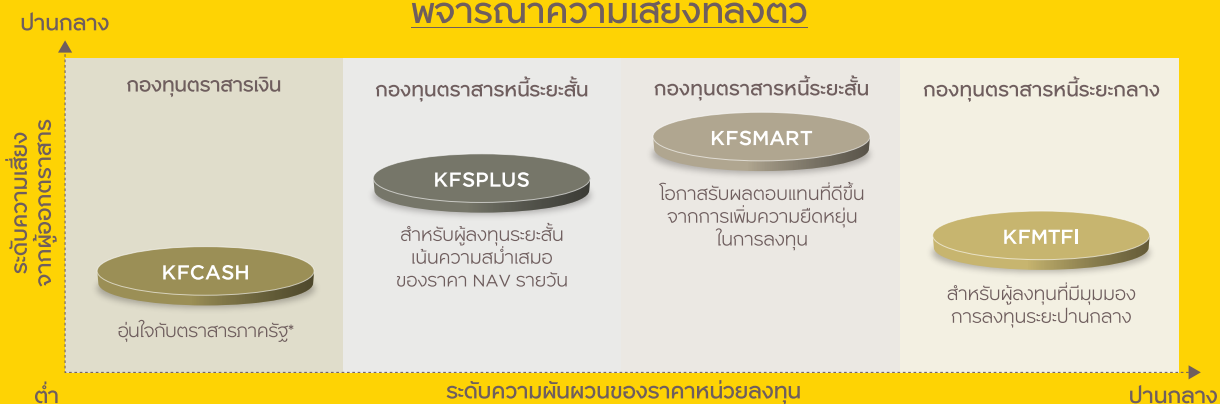 พิจารณาความเสี่ยงที่ลงตัว
ปานกลาง
ระดับความเสี่ยง
จากผู้ออกตราสาร
กองทุนตราสารเงิน
KFCASH
อุ่นใจกับตราสารภาครัฐ*
กองทุนตราสารหนี้ระยะสั้น
KFSPLUS
สำหรับผู้ลงทุนระยะสั้น
เน้นความสม่ำเสมอ
ของราคา NAV รายวัน
กองทุนตราสารหนี้ระยะสั้น
KFSMART
โอกาสรับผลตอบแทนที่ดีขึ้น
จากการเพิ่มความยืดหยุ่น
ในการลงทุน
กองทุนตราสารหนี้ระยะกลาง
KFMTFI
สำหรับผู้ลงทุนที่มีมุมมอง
การลงทุนระยะปานกลาง
ต่ำ
ระดับความผันผวนของราคาหน่วยลงทุน
ปานกลาง